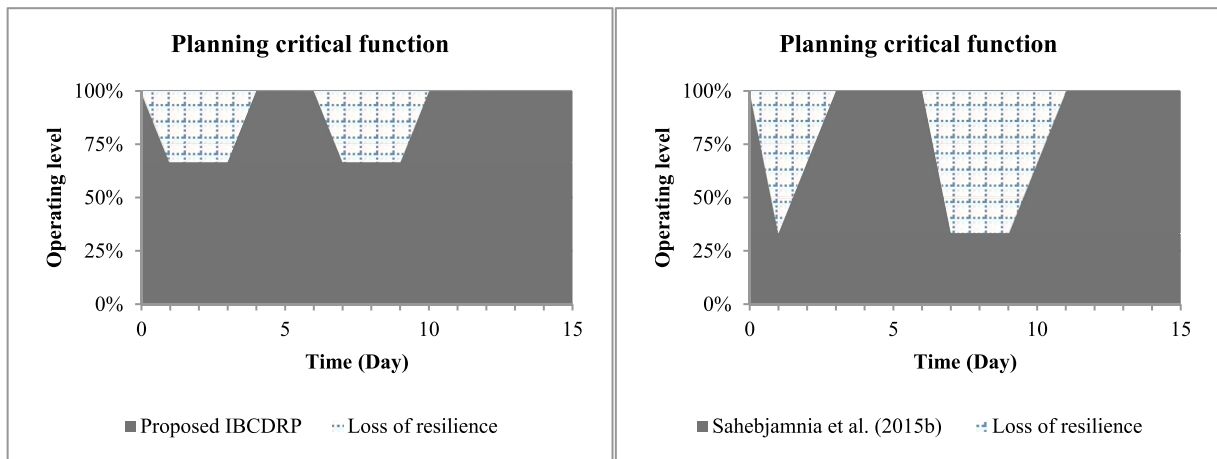 Planning critical function
100%
75%
50%
25%
0%
Operating level
0 5 10 15
Time (Day)
Proposed IBCDRP Loss of resilience
Planning critical function
100%
75%
50%
25%
0%
Operating level
0 5 10 15
Time (Day)
Sahebjamnia et al. (2015b) Loss of resilience